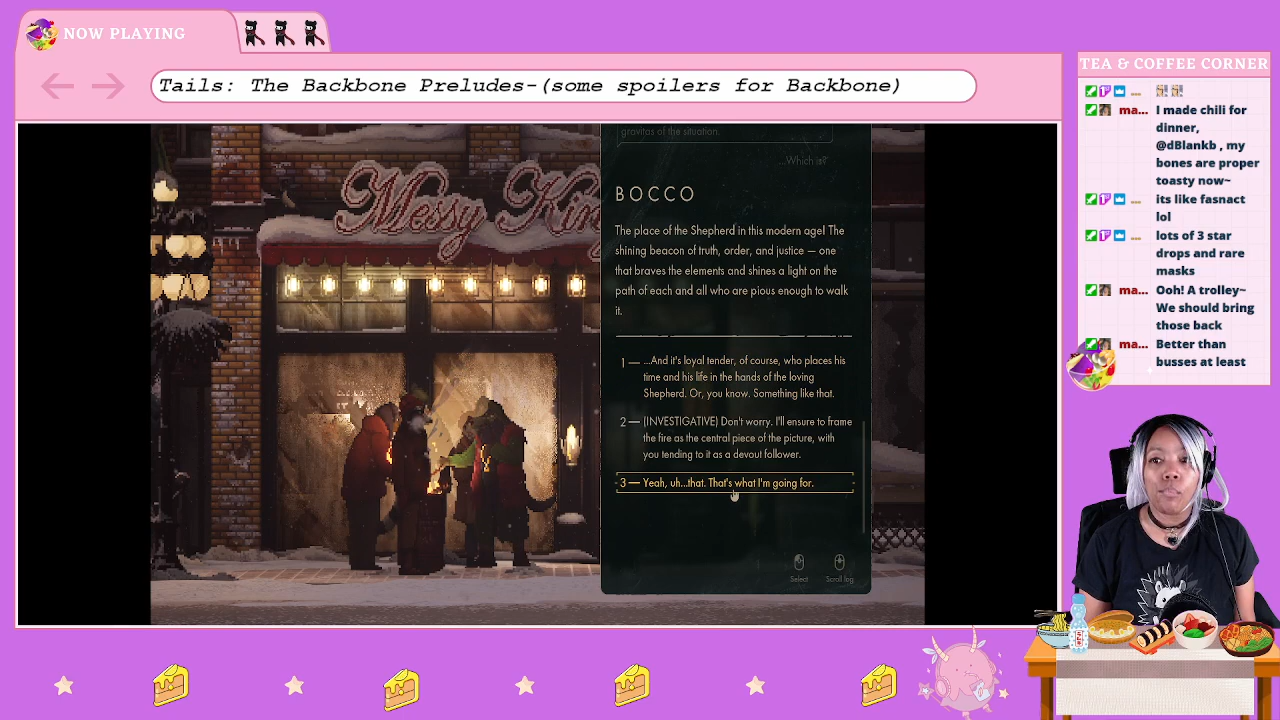 NOW PLAYING
Tails: The Backbone Preludes-(some spoilers for Backbone)
gravitas of the situation.
...Which is?
BOCCO
The place of the Shepherd in this modern age! The
shining beacon of truth, order, and justice — one
that braves the elements and shines a light on the
path of each and all who are pious enough to walk
it.
1 — ...And it's loyal tender, of course, who places his
time and his life in the hands of the loving
Shepherd. Or, you know. Something like that.
2 — (INVESTIGATIVE) Don't worry. I'll ensure to frame
the fire as the central piece of the picture, with
you tending to it as a devout follower.
3 — Yeah, uh...that. That's what I'm going for.
Select
Scroll log
TEA & COFFEE CORNER
ma... I made chili for
dinner,
@dBlankb , my
bones are proper
toasty now~
its like fasnact
lol
lots of 3 star
drops and rare
masks
ma... Ooh! A trolley~
We should bring
those back
ma... Better than
busses at least